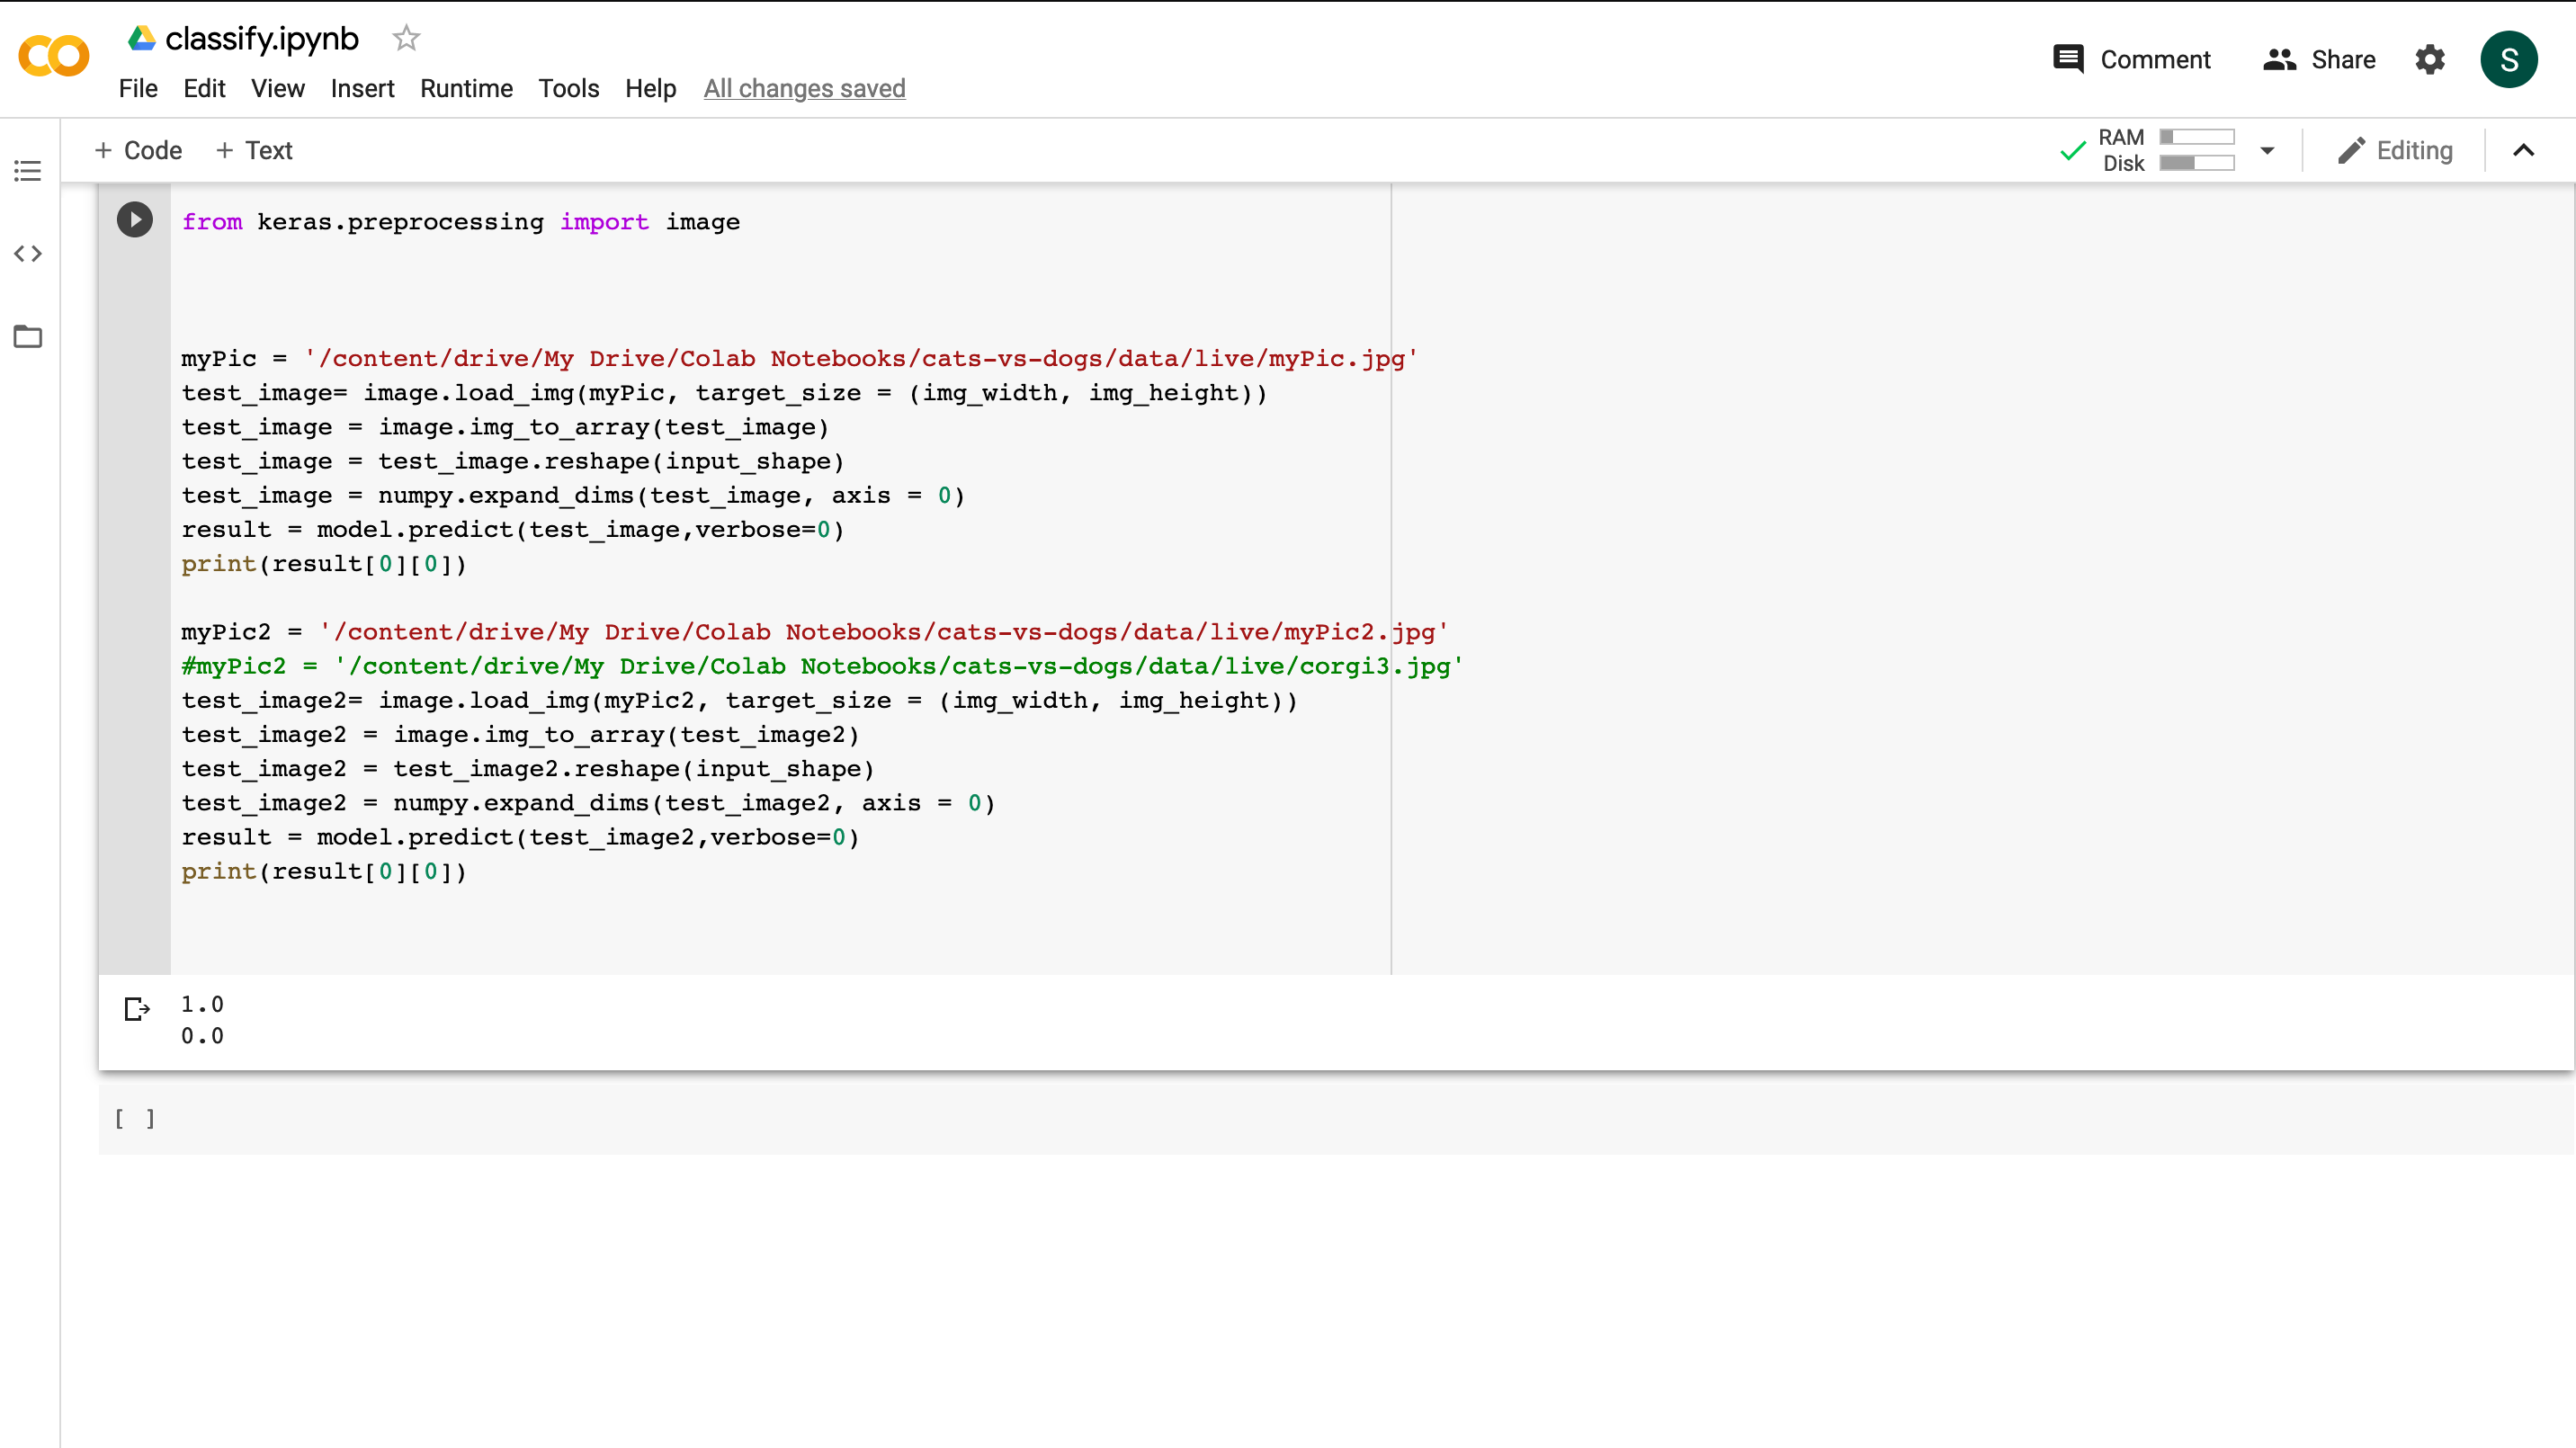 classify.ipynb
File Edit View Insert Runtime Tools Help All changes saved
Comment Share S
+ Code + Text
RAM
Disk
Editing
from keras.preprocessing import image
myPic = '/content/drive/My Drive/Colab Notebooks/cats-vs-dogs/data/live/myPic.jpg'
test_image= image.load_img(myPic, target_size = (img_width, img_height))
test_image = image.img_to_array(test_image)
test_image = test_image.reshape(input_shape)
test_image = numpy.expand_dims(test_image, axis = 0)
result = model.predict(test_image,verbose=0)
print(result[0][0])
myPic2 = '/content/drive/My Drive/Colab Notebooks/cats-vs-dogs/data/live/myPic2.jpg'
#myPic2 = '/content/drive/My Drive/Colab Notebooks/cats-vs-dogs/data/live/corgi3.jpg'
test_image2= image.load_img(myPic2, target_size = (img_width, img_height))
test_image2 = image.img_to_array(test_image2)
test_image2 = test_image2.reshape(input_shape)
test_image2 = numpy.expand_dims(test_image2, axis = 0)
result = model.predict(test_image2,verbose=0)
print(result[0][0])
1.0
0.0
[ ]